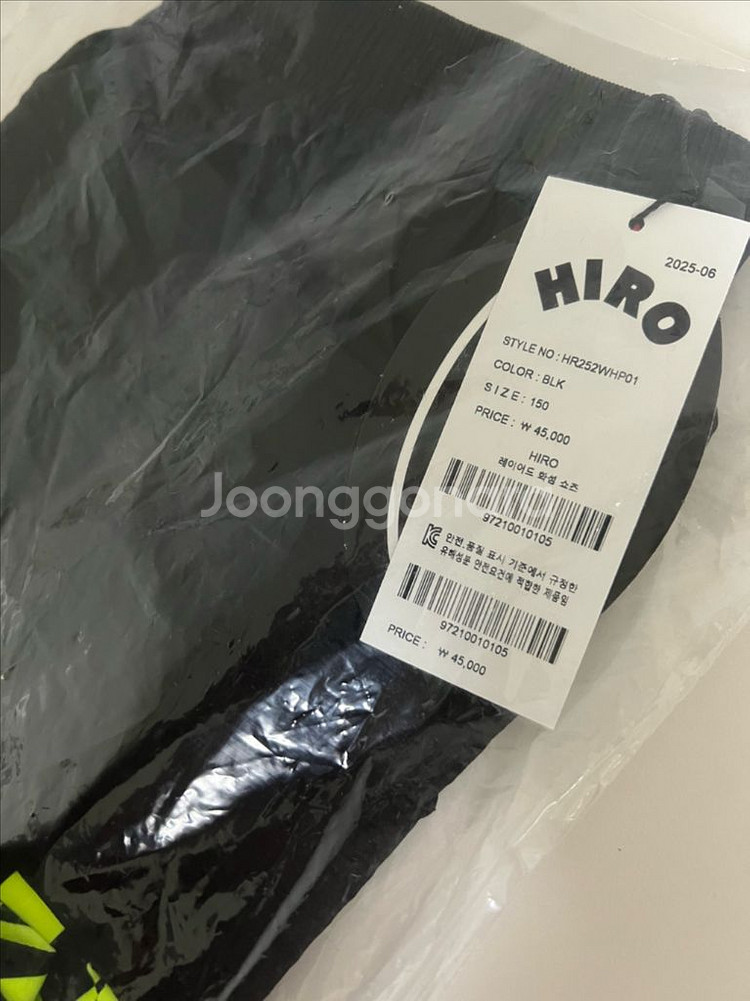 2025-06
HIRO
STYLE NO : HR252WHP01
COLOR : BLK
SIZE : 150
PRICE : ₩ 45,000
HIRO
레이어드 화섬 쇼츠
Joonggonara
97210010105
안전.품질 표시 기준에서 규정한
유해성분 안전요건에 적합한 제품임
97210010105
PRICE : ₩ 45,000